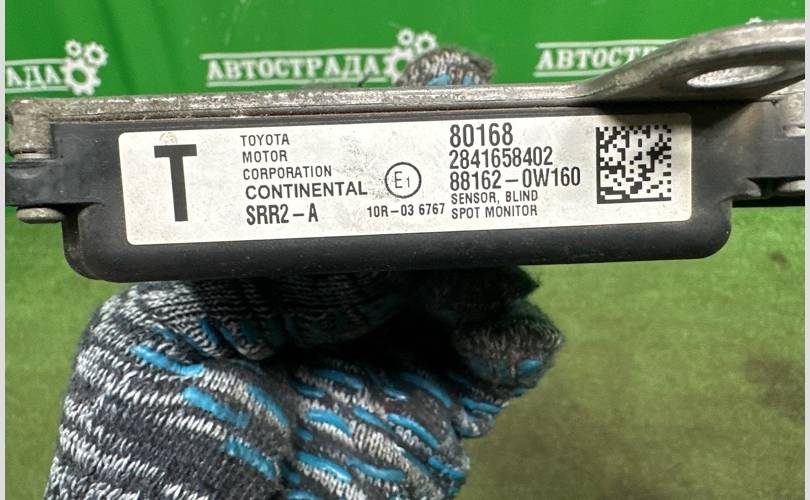 АВТОСТРАДА
РАДА
АВТОСТРАДА
T
TOYOTA
MOTOR
CORPORATION
CONTINENTAL
SRR2-A
E1
10R-03 6767
80168
2841658402
88162-0W160
SENSOR, BLIND
SPOT MONITOR